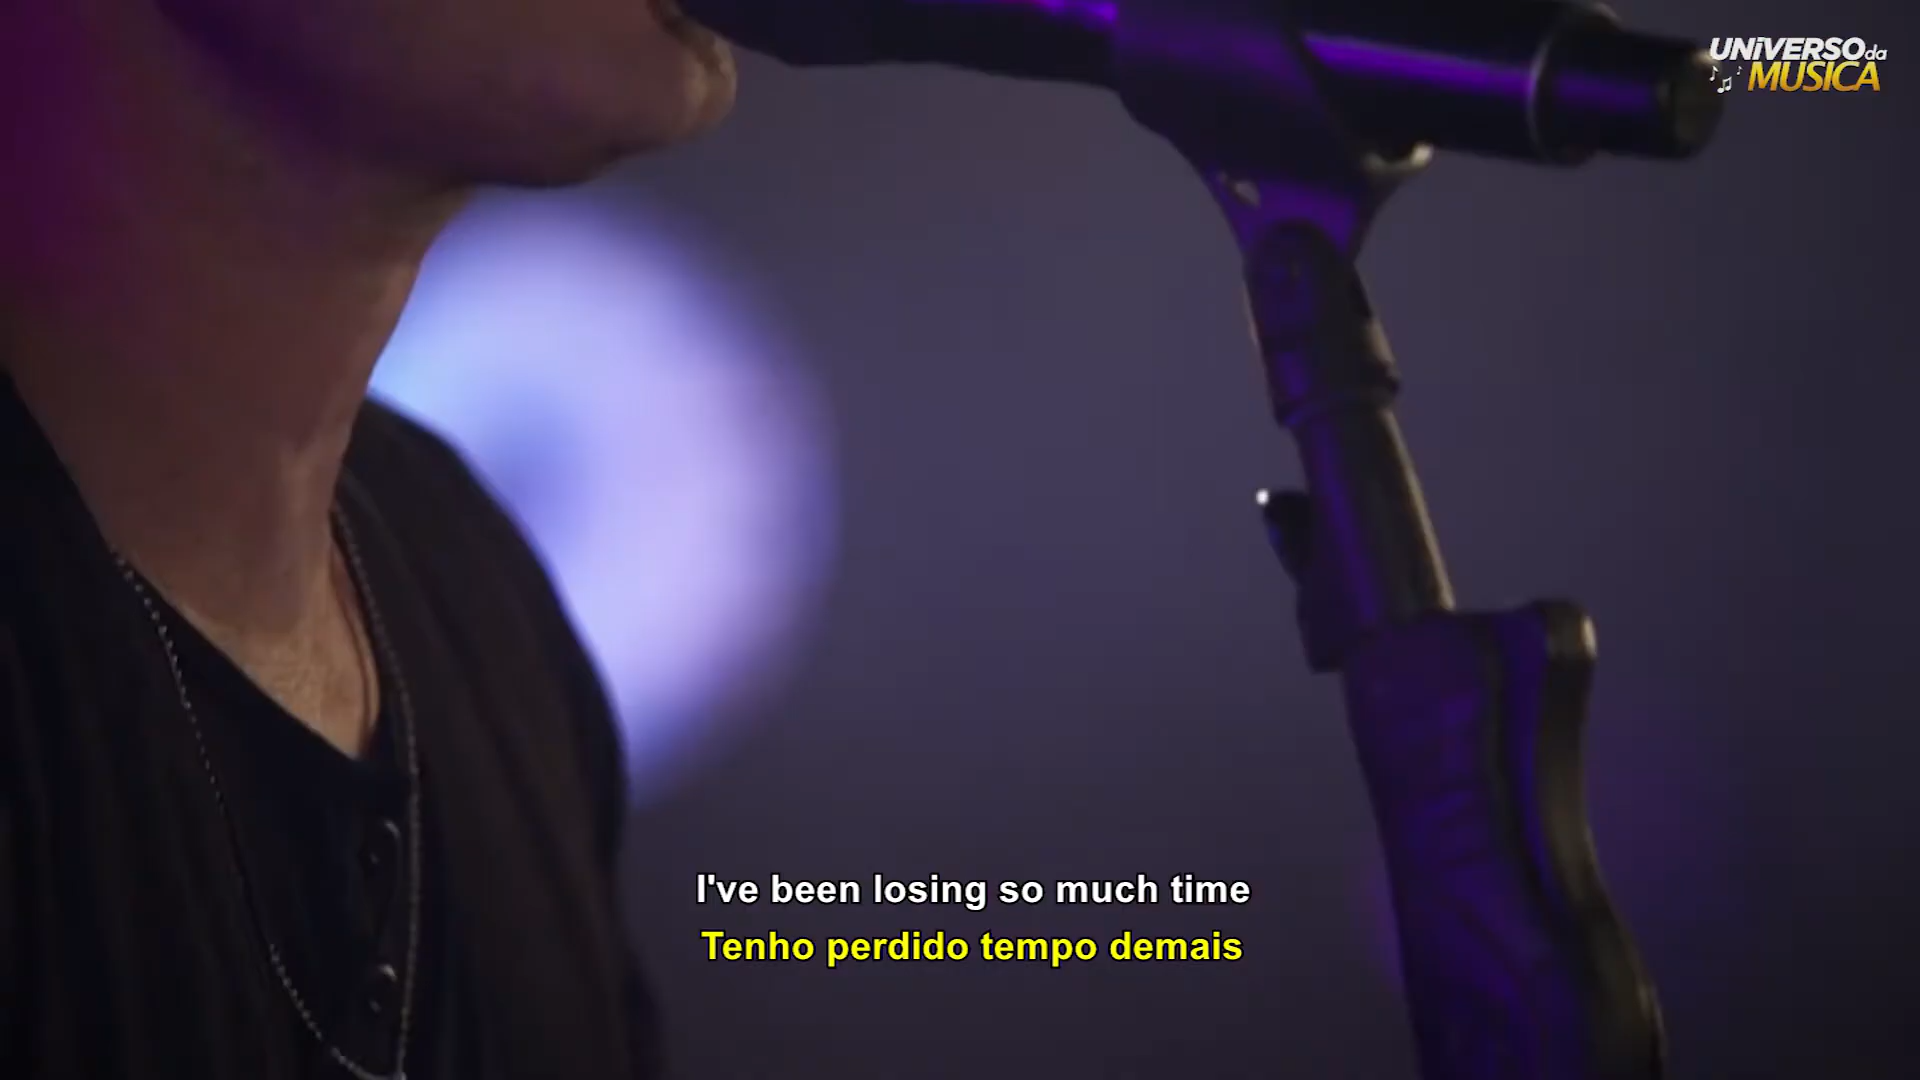 UNiVERSO da
MUSICA
I've been losing so much time
Tenho perdido tempo demais